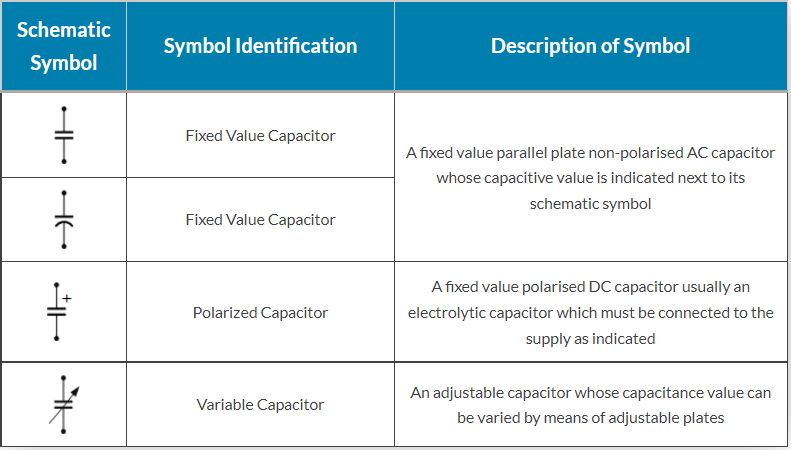 Schematic
Symbol
Symbol Identification
Description of Symbol
Fixed Value Capacitor
A fixed value parallel plate non-polarised AC capacitor
whose capacitive value is indicated next to its
schematic symbol
Fixed Value Capacitor
+
Polarized Capacitor
A fixed value polarised DC capacitor usually an
electrolytic capacitor which must be connected to the
supply as indicated
Variable Capacitor
An adjustable capacitor whose capacitance value can
be varied by means of adjustable plates